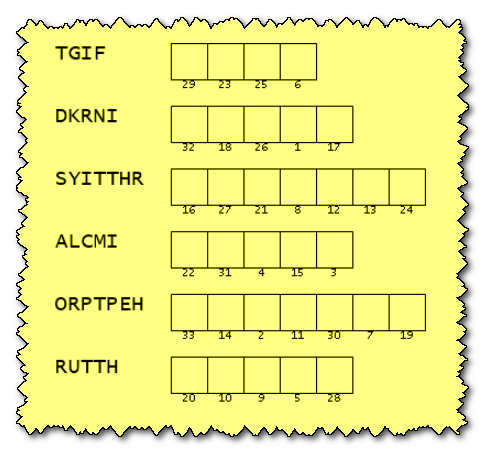 TGIF
29 23 25 6
DKRNI
32 18 26 1 17
SYITTHR
16 27 21 8 12 13 24
ALCMI
22 31 4 15 3
ORPTPEH
33 14 2 11 30 7 19
RUTTH
20 10 9 5 28